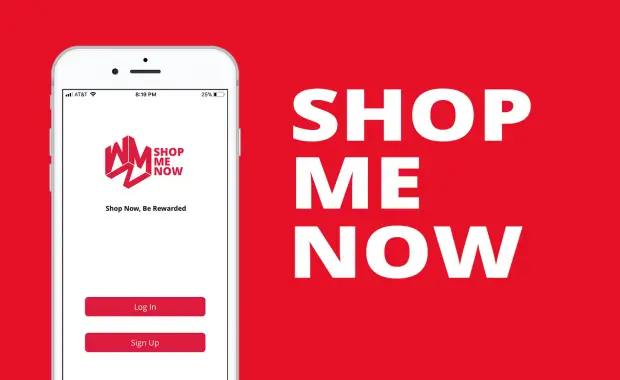 AT&T 8:19 PM 25%
SHOP
ME
NOW
Shop Now, Be Rewarded
Log In
Sign Up
SHOP
ME
NOW